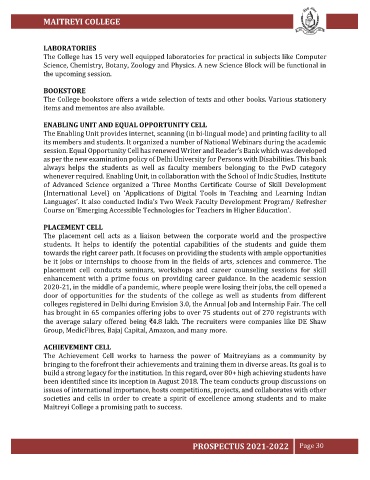 MAITREYI COLLEGE
LABORATORIES
The College has 15 very well equipped laboratories for practical in subjects like Computer
Science, Chemistry, Botany, Zoology and Physics. A new Science Block will be functional in
the upcoming session.
BOOKSTORE
The College bookstore offers a wide selection of texts and other books. Various stationery
items and mementos are also available.
ENABLING UNIT AND EQUAL OPPORTUNITY CELL
The Enabling Unit provides internet, scanning (in bi-lingual mode) and printing facility to all
its members and students. It organized a number of National Webinars during the academic
session. Equal Opportunity Cell has renewed Writer and Reader's Bank which was developed
as per the new examination policy of Delhi University for Persons with Disabilities. This bank
always helps the students as well as faculty members belonging to the PwD category
whenever required. Enabling Unit, in collaboration with the School of Indic Studies, Institute
of Advanced Science organized a Three Months Certificate Course of Skill Development
(International Level) on 'Applications of Digital Tools in Teaching and Learning Indian
Languages'. It also conducted India's Two Week Faculty Development Program/ Refresher
Course on 'Emerging Accessible Technologies for Teachers in Higher Education'.
PLACEMENT CELL
The placement cell acts as a liaison between the corporate world and the prospective
students. It helps to identify the potential capabilities of the students and guide them
towards the right career path. It focuses on providing the students with ample opportunities
be it jobs or internships to choose from in the fields of arts, sciences and commerce. The
placement cell conducts seminars, workshops and career counseling sessions for skill
enhancement with a prime focus on providing career guidance. In the academic session
2020-21, in the middle of a pandemic, where people were losing their jobs, the cell opened a
door of opportunities for the students of the college as well as students from different
colleges registered in Delhi during Envision 3.0, the Annual Job and Internship Fair. The cell
has brought in 65 companies offering jobs to over 75 students out of 270 registrants with
the average salary offered being ₹4.8 lakh. The recruiters were companies like DE Shaw
Group, MedicFibres, Bajaj Capital, Amazon, and many more.
ACHIEVEMENT CELL
The Achievement Cell works to harness the power of Maitreyians as a community by
bringing to the forefront their achievements and training them in diverse areas. Its goal is to
build a strong legacy for the institution. In this regard, over 80+ high achieving students have
been identified since its inception in August 2018. The team conducts group discussions on
issues of international importance, hosts competitions, projects, and collaborates with other
societies and cells in order to create a spirit of excellence among students and to make
Maitreyi College a promising path to success.
PROSPECTUS 2021-2022 Page 30